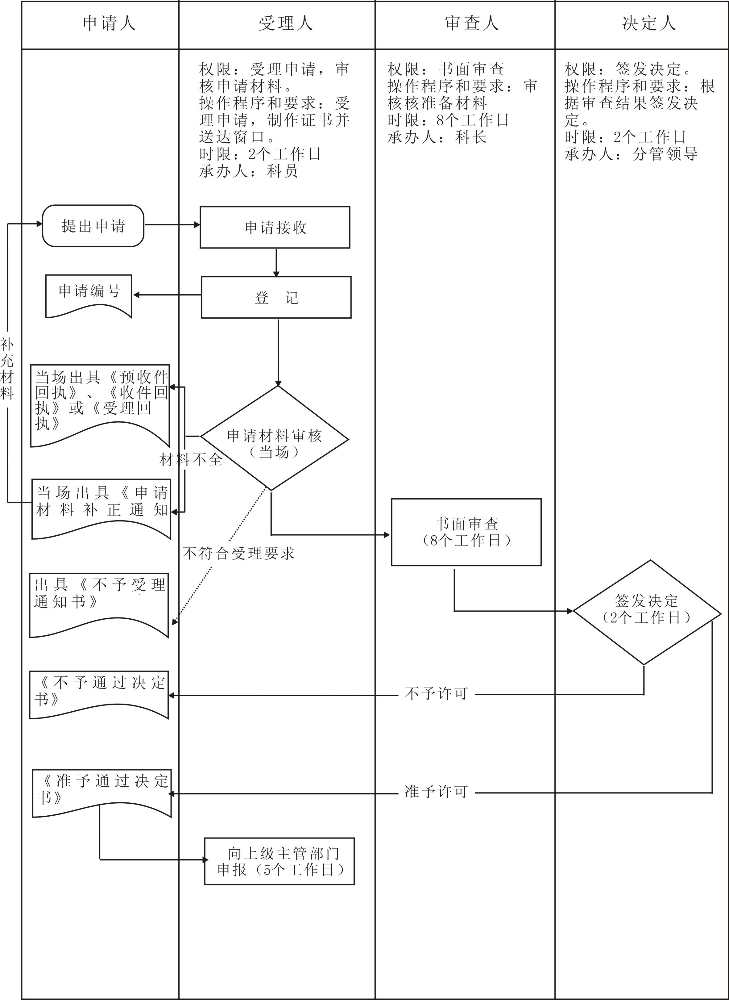 申请人
受理人
审查人
决定人
权限：受理申请，审
核申请材料。
操作程序和要求：受
理申请，制作证书并
送达窗口。
时限：2个工作日
承办人：科员
权限：书面审查
操作程序和要求：审
核核准备材料
时限：8个工作日
承办人：科长
权限：签发决定。
操作程序和要求：根
据审查结果签发决
定。
时限：2个工作日
承办人：分管领导
提出申请
申请接收
申请编号
登 记
补充材料
当场出具《预收件
回执》、《收件回
执》或《受理回
执》
申请材料审核
（当场）
材料不全
当场出具《申请
材料补正通知
书面审查
（8个工作日）
不符合受理要求
出具《不予受理
通知书》
签发决定
（2个工作日）
《不予通过决定
书》
不予许可
《准予通过决定
书》
准予许可
向上级主管部门
申报（5个工作日）